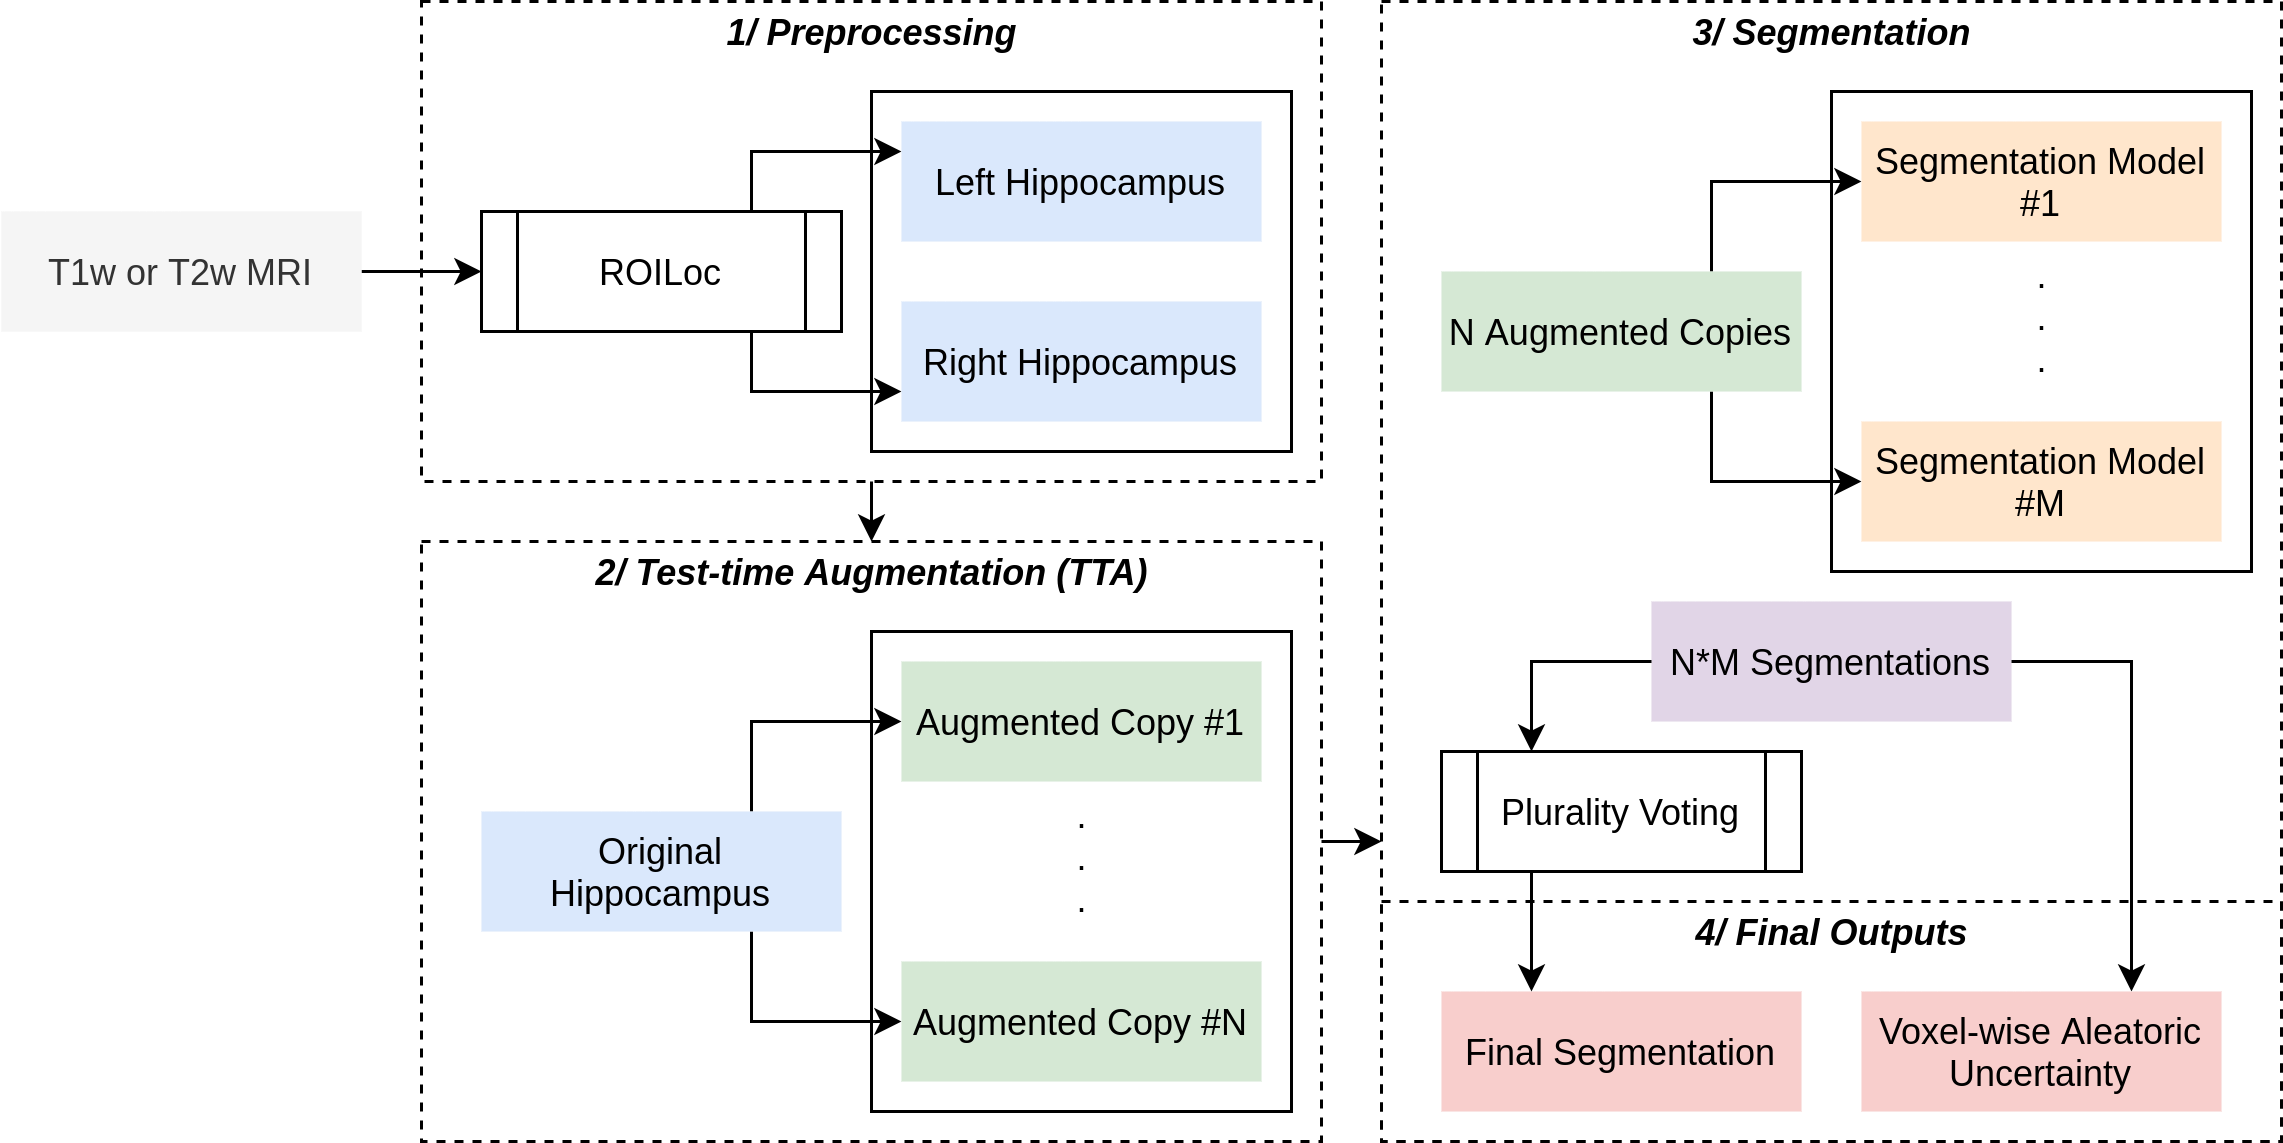 T1w or T2w MRI
1/ Preprocessing
ROILoc
Left Hippocampus
Right Hippocampus
2/ Test-time Augmentation (TTA)
Original
Hippocampus
Augmented Copy #1
.
.
.
Augmented Copy #N
3/ Segmentation
N Augmented Copies
Segmentation Model
#1
.
.
.
Segmentation Model
#M
N*M Segmentations
Plurality Voting
4/ Final Outputs
Final Segmentation
Voxel-wise Aleatoric
Uncertainty